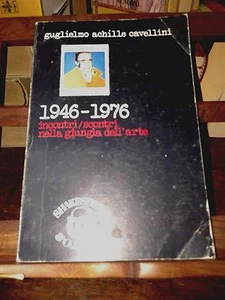 guglielmo achille cavellini
1946-1976
incontri/scontri
nella giungla dell'arte